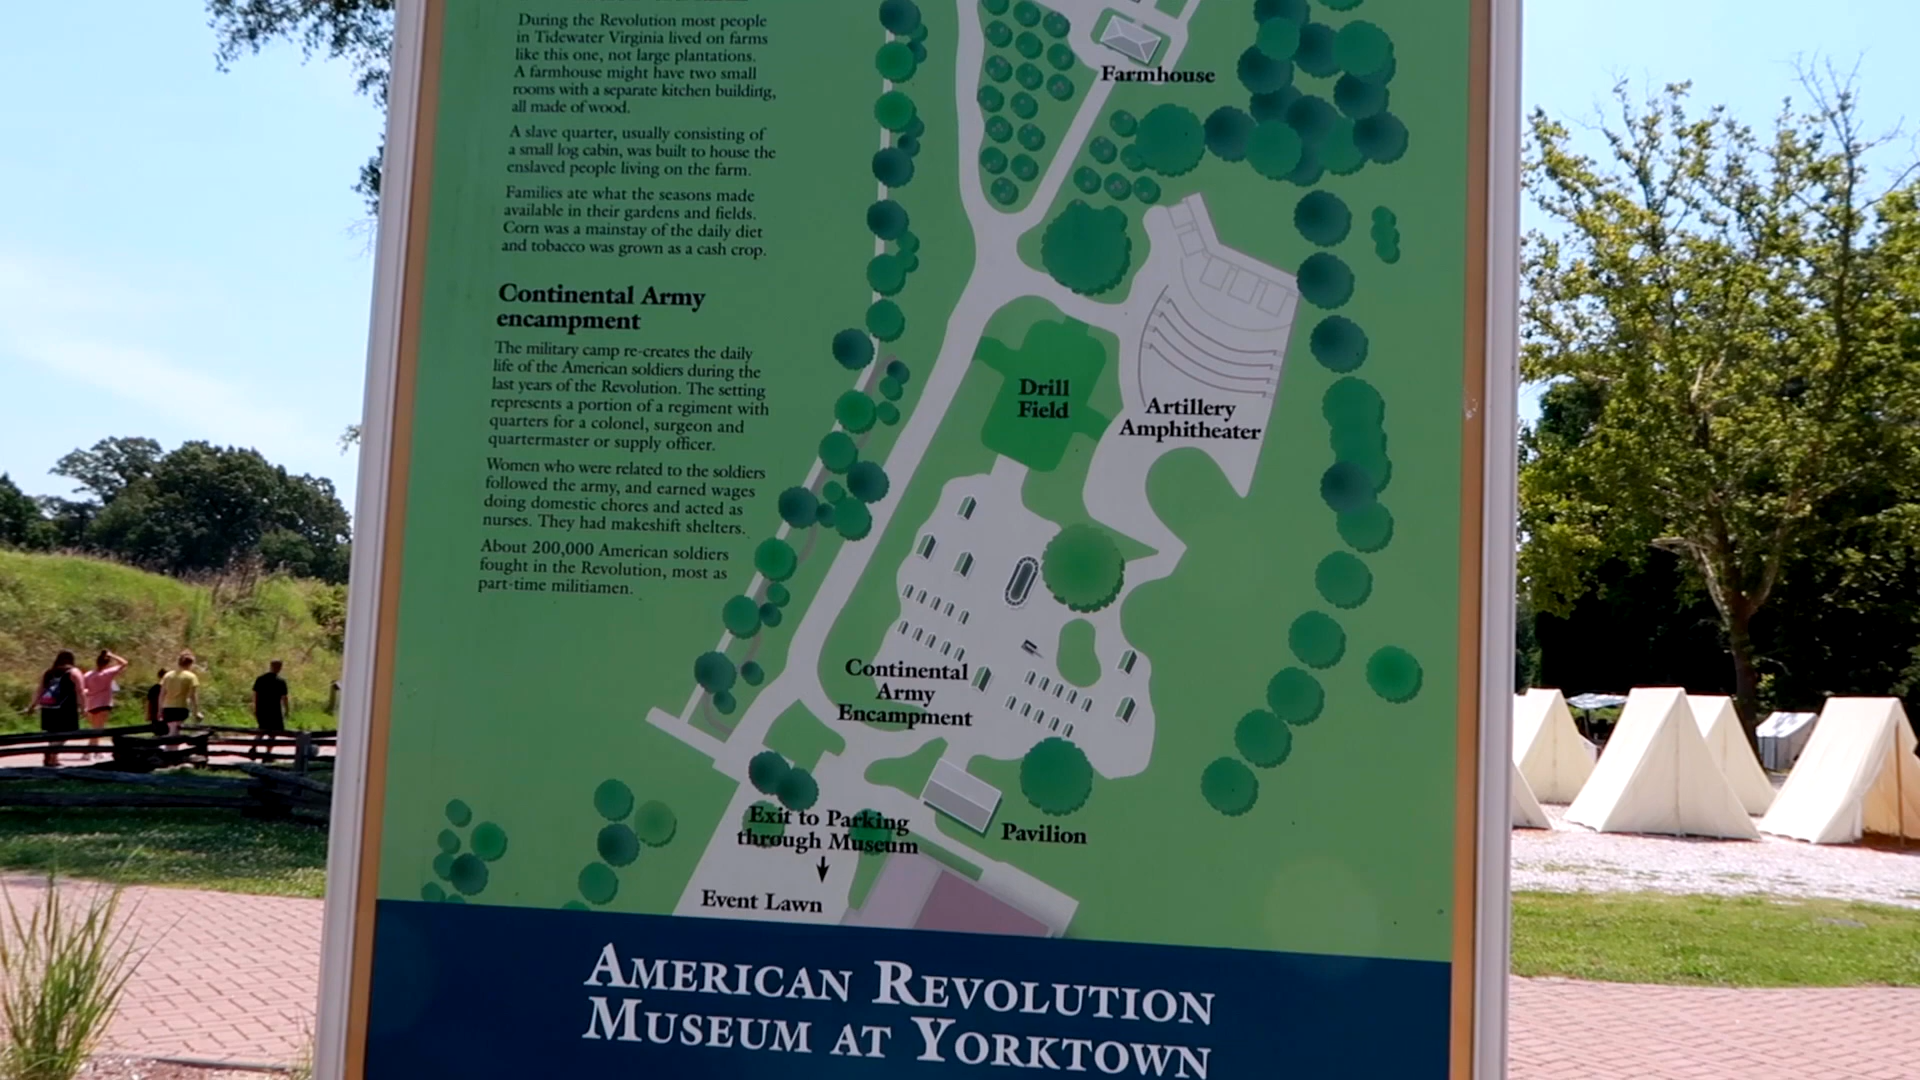 During the Revolution most people
in Tidewater Virginia lived on farms
like this one, not large plantations.
A farmhouse might have two small
rooms with a separate kitchen building,
all made of wood.
A slave quarter, usually consisting of
a small log cabin, was built to house the
enslaved people living on the farm.
Families ate what the seasons made
available in their gardens and fields.
Corn was a mainstay of the daily diet
and tobacco was grown as a cash crop.
Continental Army
encampment
The military camp re-creates the daily
life of the American soldiers during the
last years of the Revolution. The setting
represents a portion of a regiment with
quarters for a colonel, surgeon and
quartermaster or supply officer.
Women who were related to the soldiers
followed the army, and earned wages
doing domestic chores and acted as
nurses. They had makeshift shelters.
About 200,000 American soldiers
fought in the Revolution, most as
part-time militiamen.
Farmhouse
Drill
Field
Artillery
Amphitheater
Continental
Army
Encampment
Exit to Parking
through Museum
Pavilion
Event Lawn
AMERICAN REVOLUTION
MUSEUM AT YORKTOWN